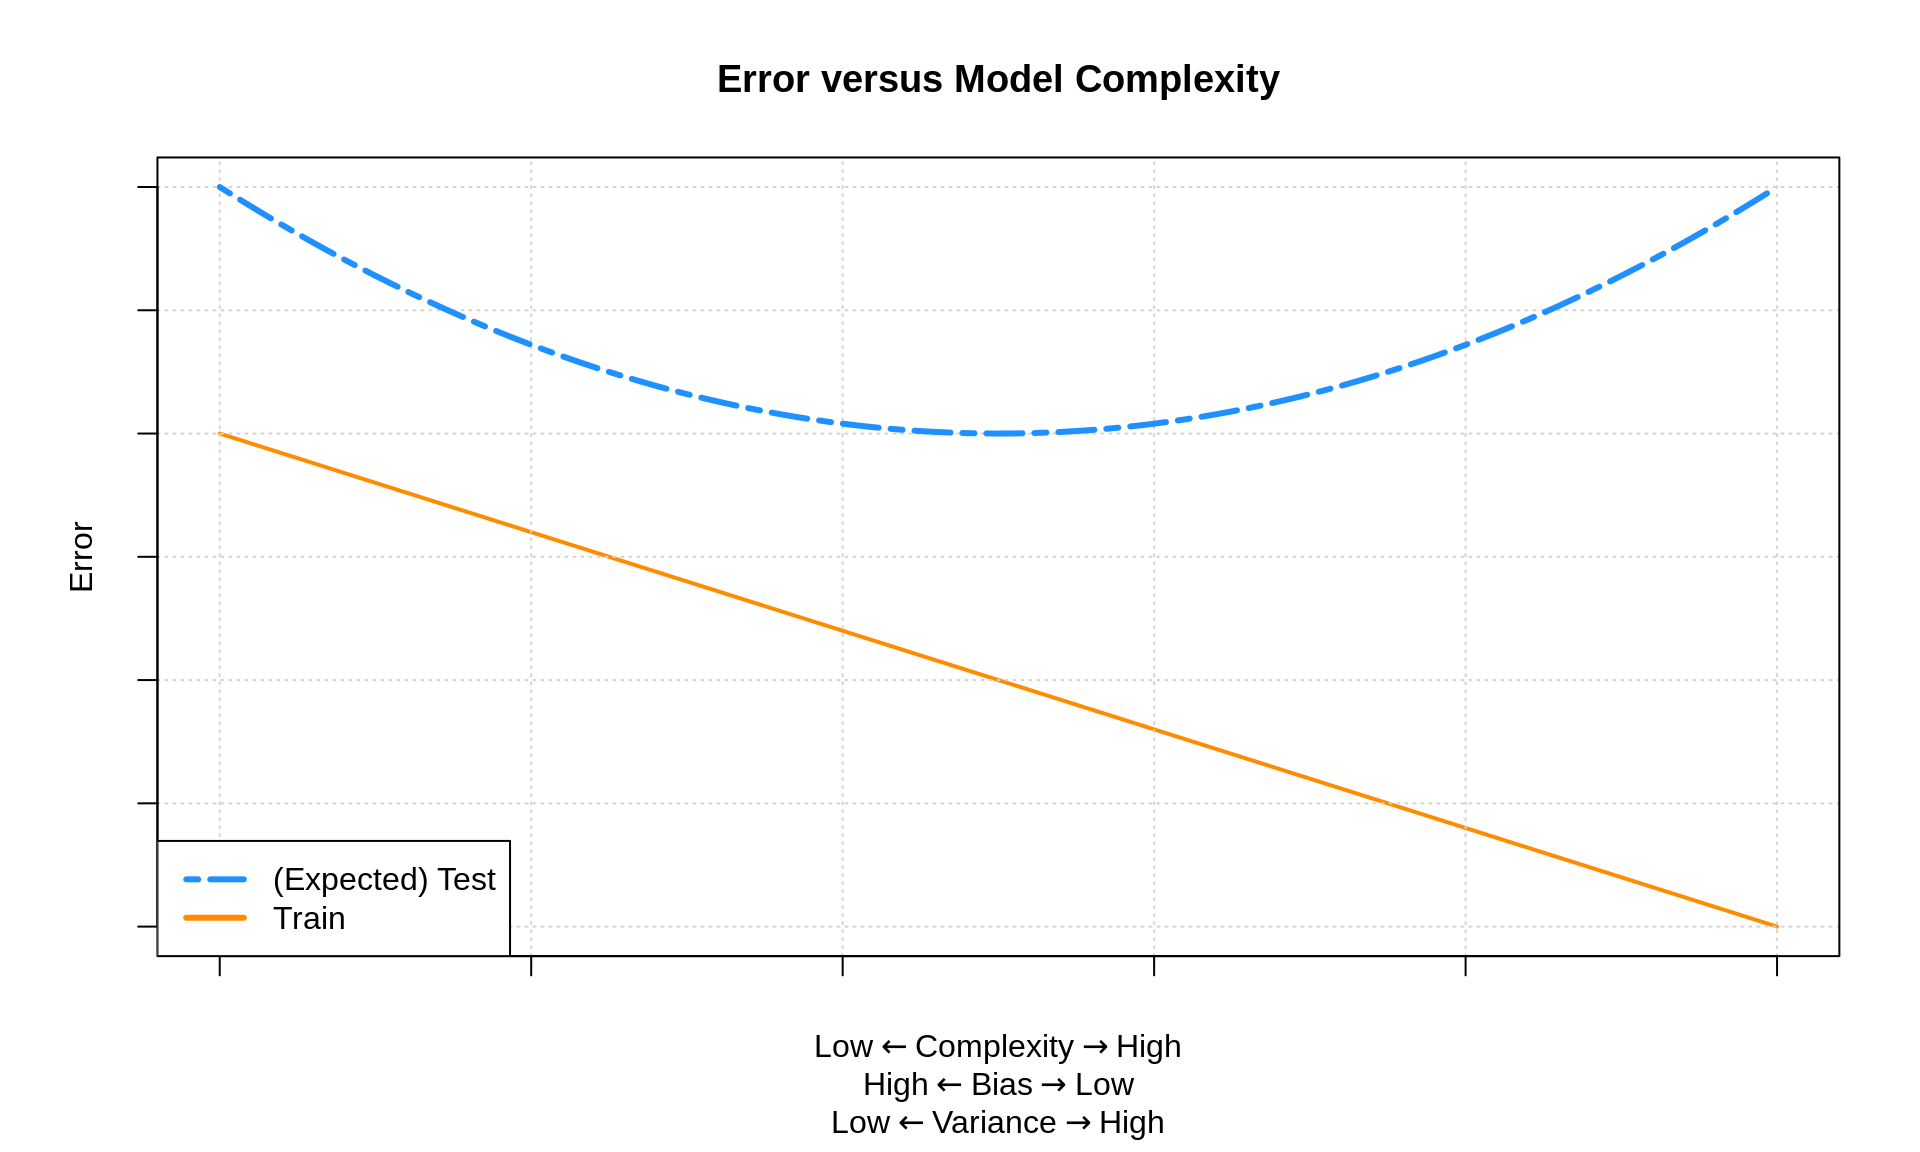 Error versus Model Complexity
Error
(Expected) Test
Train
Low ← Complexity → High
High ← Bias → Low
Low ← Variance → High